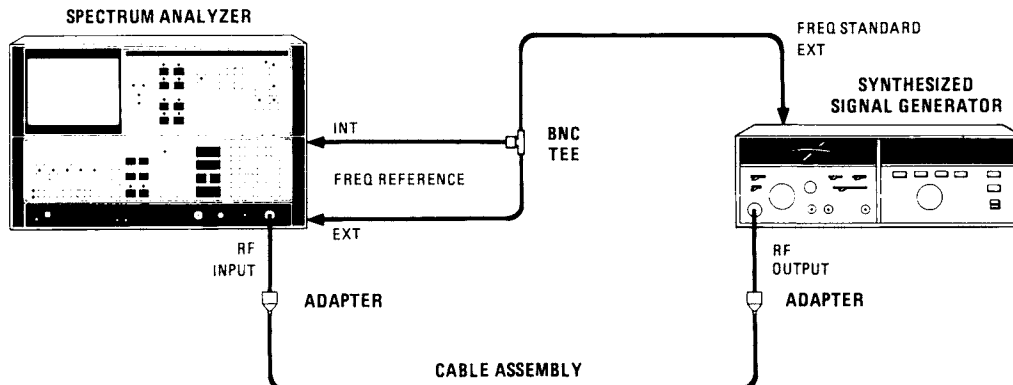 SPECTRUM ANALYZER
FREQ STANDARD
EXT
SYNTHESIZED
SIGNAL GENERATOR
INT
BNC
TEE
FREQ REFERENCE
EXT
RF
INPUT
RF
OUTPUT
ADAPTER
ADAPTER
CABLE ASSEMBLY